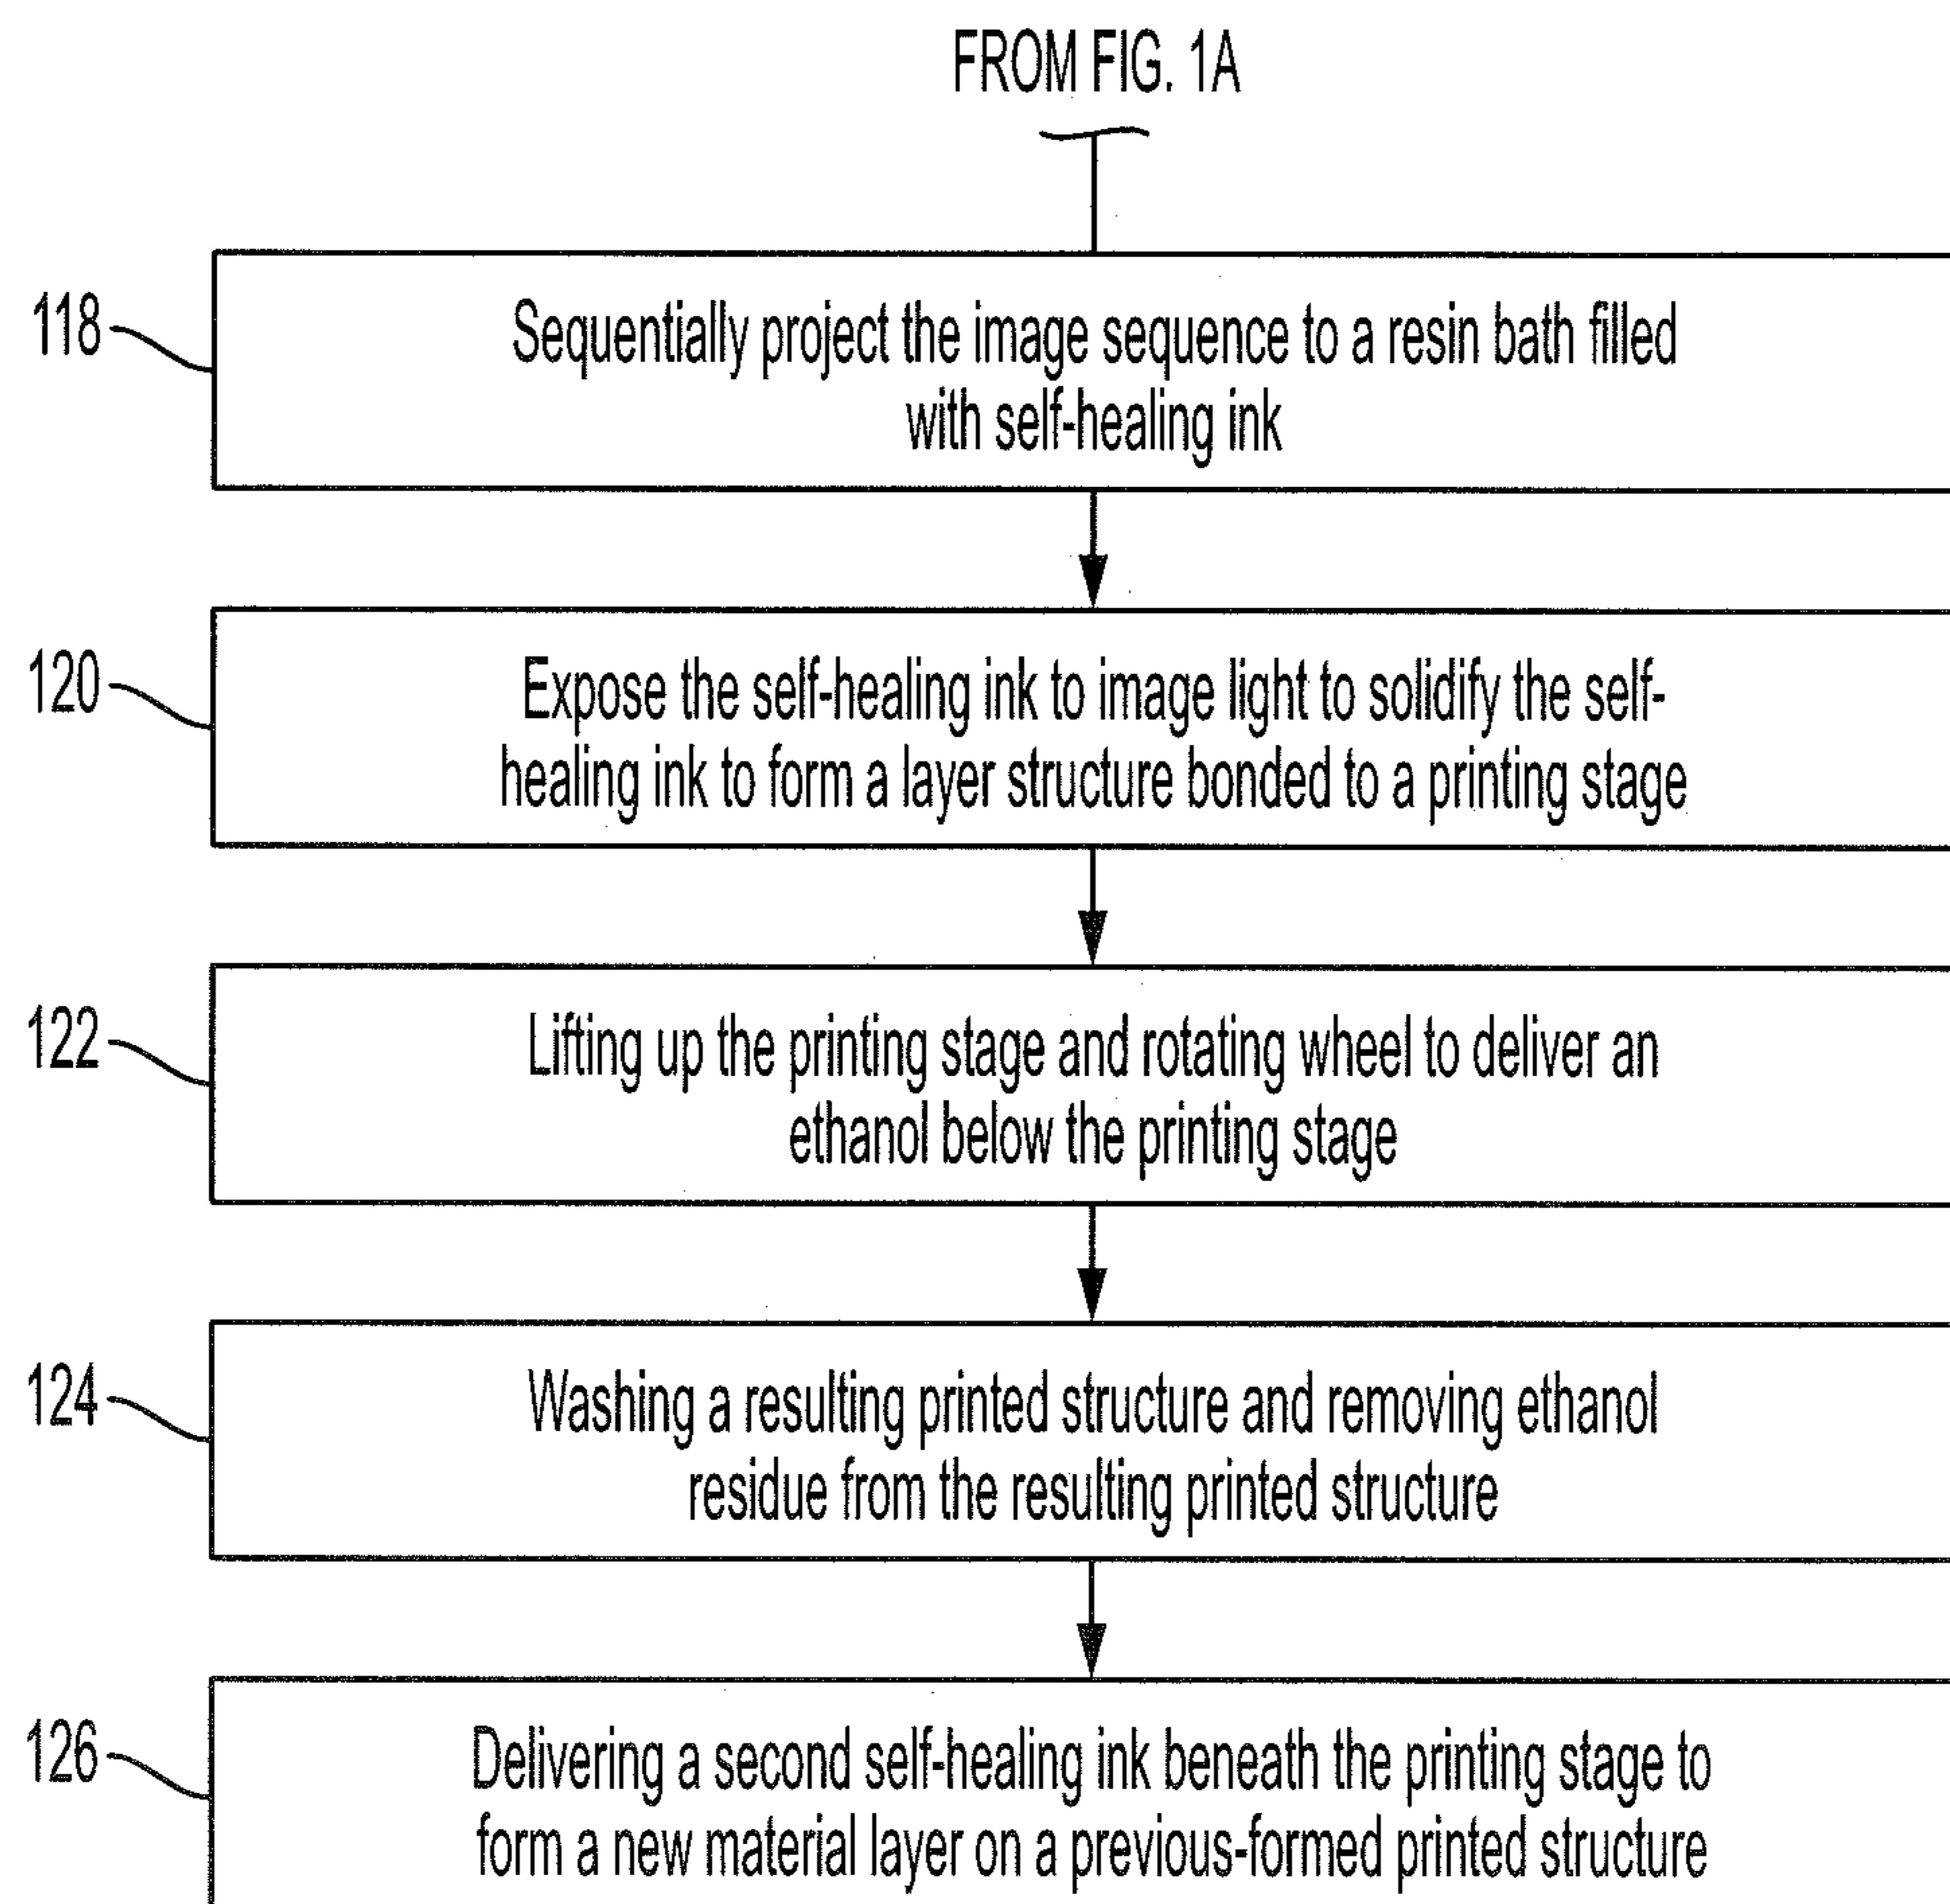 FROM FIG. 1A
118
Sequentially project the image sequence to a resin bath filled
with self-healing ink
120
Expose the self-healing ink to image light to solidify the self-
healing ink to form a layer structure bonded to a printing stage
122
Lifting up the printing stage and rotating wheel to deliver an
ethanol below the printing stage
124
Washing a resulting printed structure and removing ethanol
residue from the resulting printed structure
126
Delivering a second self-healing ink beneath the printing stage to
form a new material layer on a previous-formed printed structure